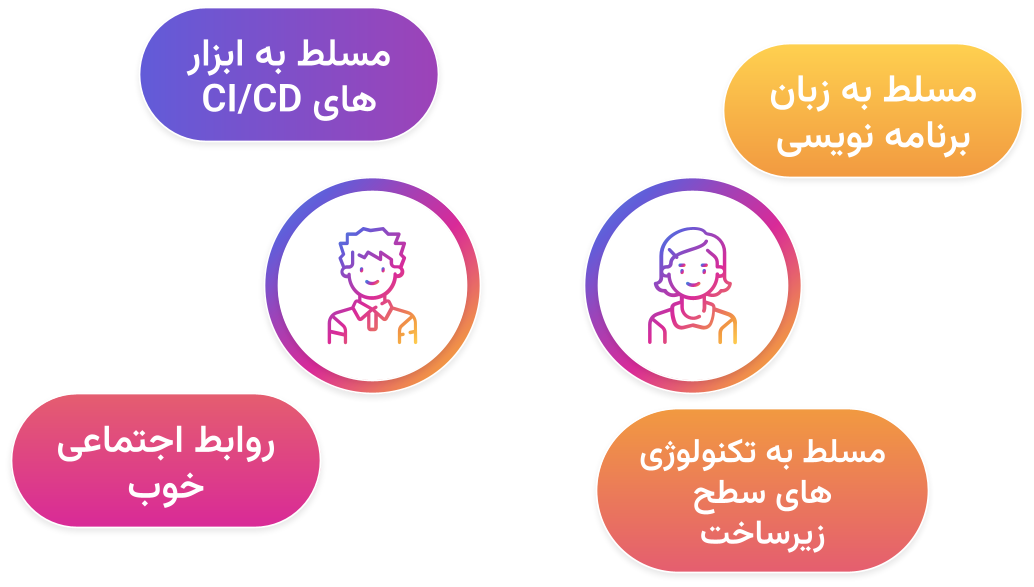 مسلط به ابزار
های CI/CD
مسلط به زبان
برنامه نویسی
روابط اجتماعی
خوب
مسلط به تکنولوژی
های سطح
زیرساخت